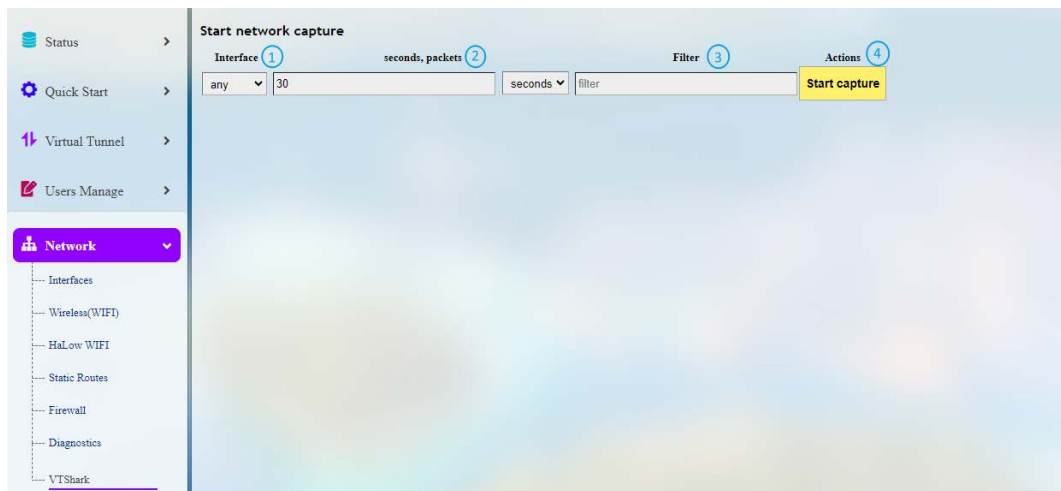 Status
Quick Start
Virtual Tunnel
Users Manage
Network
Interfaces
Wireless(WIFI)
HaLow WIFI
Static Routes
Firewall
Diagnostics
VTShark
Start network capture
Interface 1 seconds, packets 2 Filter 3 Actions 4
any 30 seconds filter Start capture